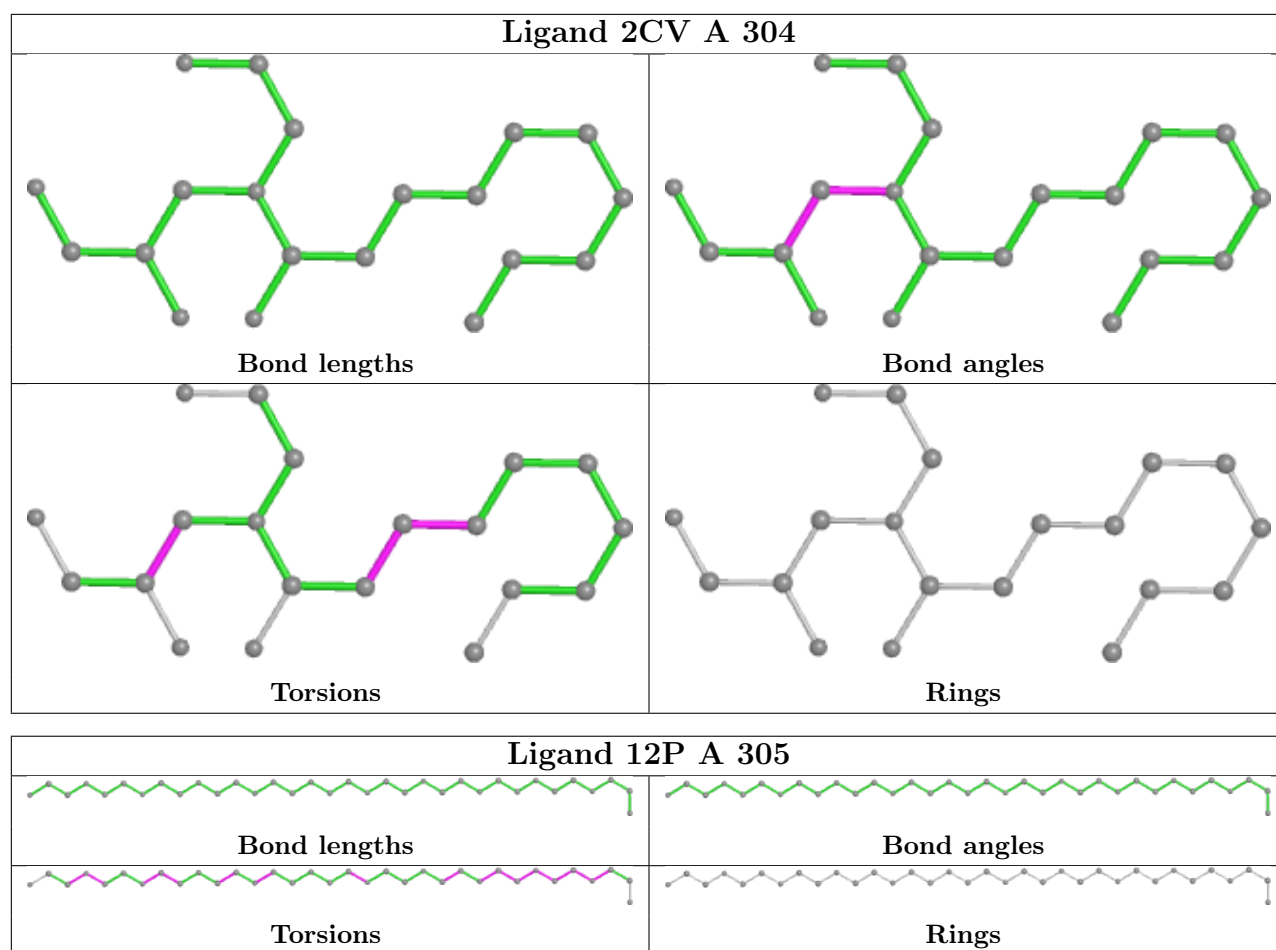 Ligand 2CV A 304
Bond lengths
Bond angles
Torsions
Rings
Ligand 12P A 305
Bond lengths
Bond angles
Torsions
Rings